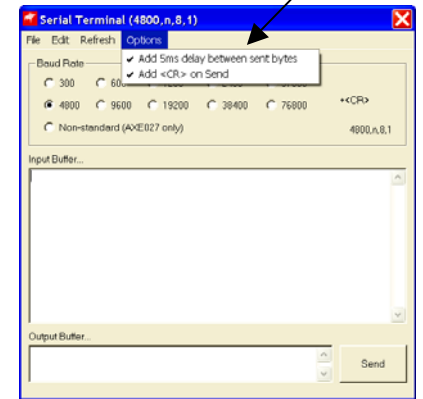 Serial Terminal (4800,n,8,1)
File Edit Refresh Options
Add 5ms delay between sent bytes
Add <CR> on Send
Baud Rate
300
4800 9600 19200 38400 76800 +<CR>
Non-standard (AXE027 only) 4800,n,8,1
Input Buffer...
Output Buffer...
Send